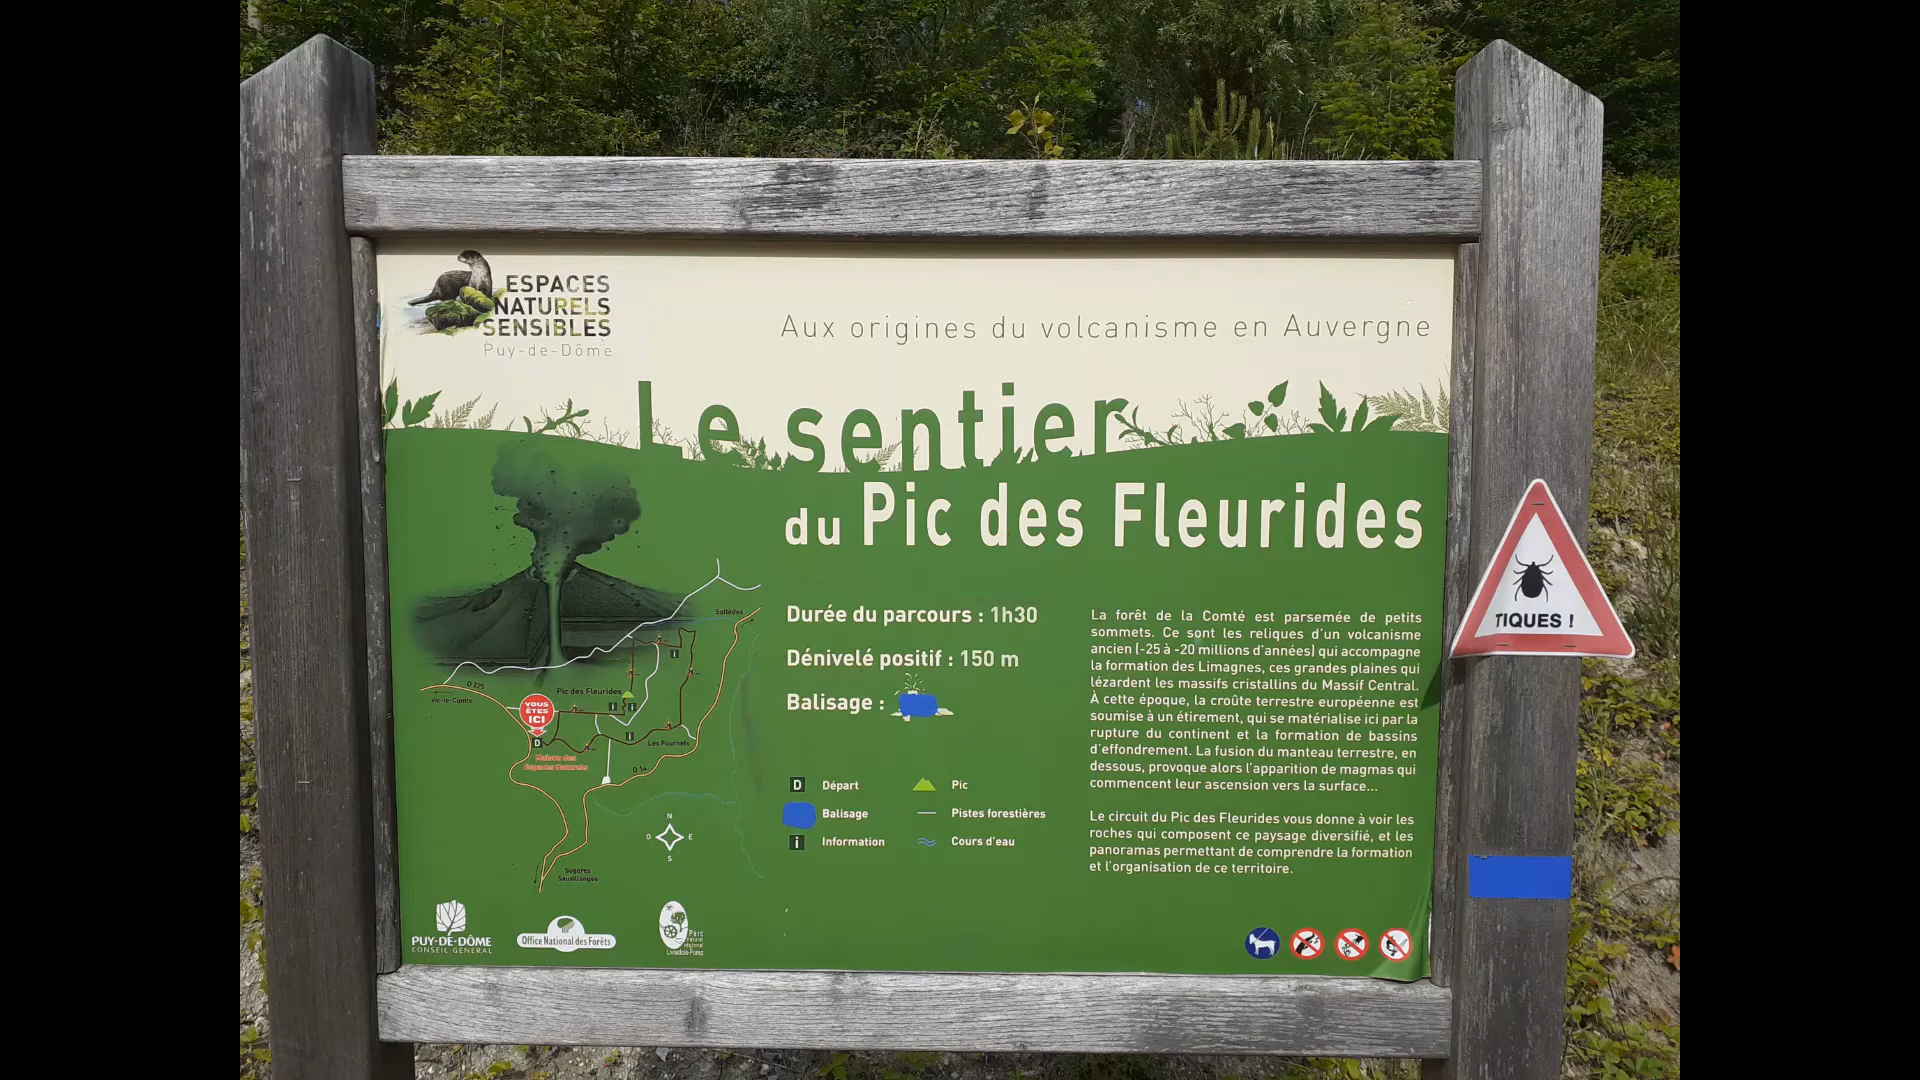 ESPACES
NATURELS
SENSIBLES
Puy-de-Dôme
Aux origines du volcanisme en Auvergne
Le sentier
du Pic des Fleurides
Sallèdes
D 225
Vic-le-Comte
Pic des Fleurides
VOUS
ÊTES
ICI
D
i
i
i
i
Maison des
Espaces Naturels
Les Fournets
D 14
N
O
E
S
Sugères
Sauxillanges
Durée du parcours : 1h30
Dénivelé positif : 150 m
Balisage :
D Départ
Pic
Balisage
Pistes forestières
i Information
Cours d'eau
La forêt de la Comté est parsemée de petits
sommets. Ce sont les reliques d'un volcanisme
ancien (-25 à -20 millions d'années) qui accompagne
la formation des Limagnes, ces grandes plaines qui
lézardent les massifs cristallins du Massif Central.
À cette époque, la croûte terrestre européenne est
soumise à un étirement, qui se matérialise ici par la
rupture du continent et la formation de bassins
d'effondrement. La fusion du manteau terrestre, en
dessous, provoque alors l'apparition de magmas qui
commencent leur ascension vers la surface...
Le circuit du Pic des Fleurides vous donne à voir les
roches qui composent ce paysage diversifié, et les
panoramas permettant de comprendre la formation
et l'organisation de ce territoire.
TIQUES !
PUY-DE-DÔME
CONSEIL GÉNÉRAL
Office National des Forêts
Parc
naturel
régional
Livradois-Forez